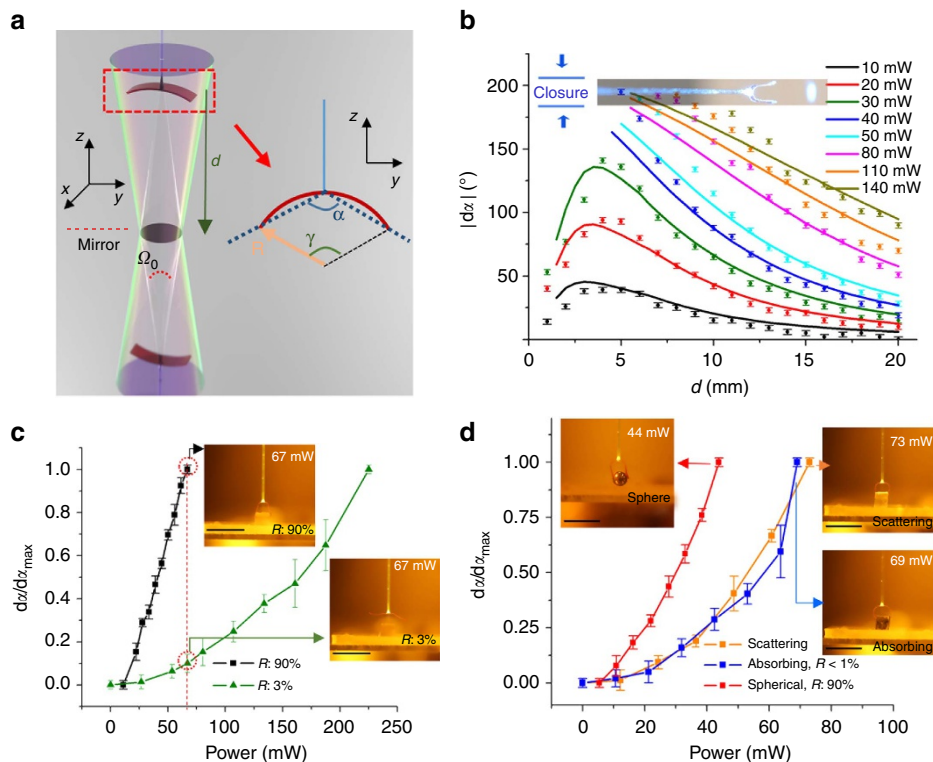 a
z
x
y
d
Mirror
Ω0
z
y
α
R
γ
b
Closure
10 mW
20 mW
30 mW
40 mW
50 mW
80 mW
110 mW
140 mW
|dα| (°)
200
150
100
50
0
5
10
15
20
d (mm)
c
dα/dαmax
1.0
0.8
0.6
0.4
0.2
0.0
67 mW
R: 90%
67 mW
R: 3%
R: 90%
R: 3%
0
50
100
150
200
250
Power (mW)
d
dα/dαmax
1.00
0.75
0.50
0.25
0.00
44 mW
Sphere
73 mW
Scattering
69 mW
Absorbing
Scattering
Absorbing, R < 1%
Spherical, R: 90%
0
20
40
60
80
100
Power (mW)